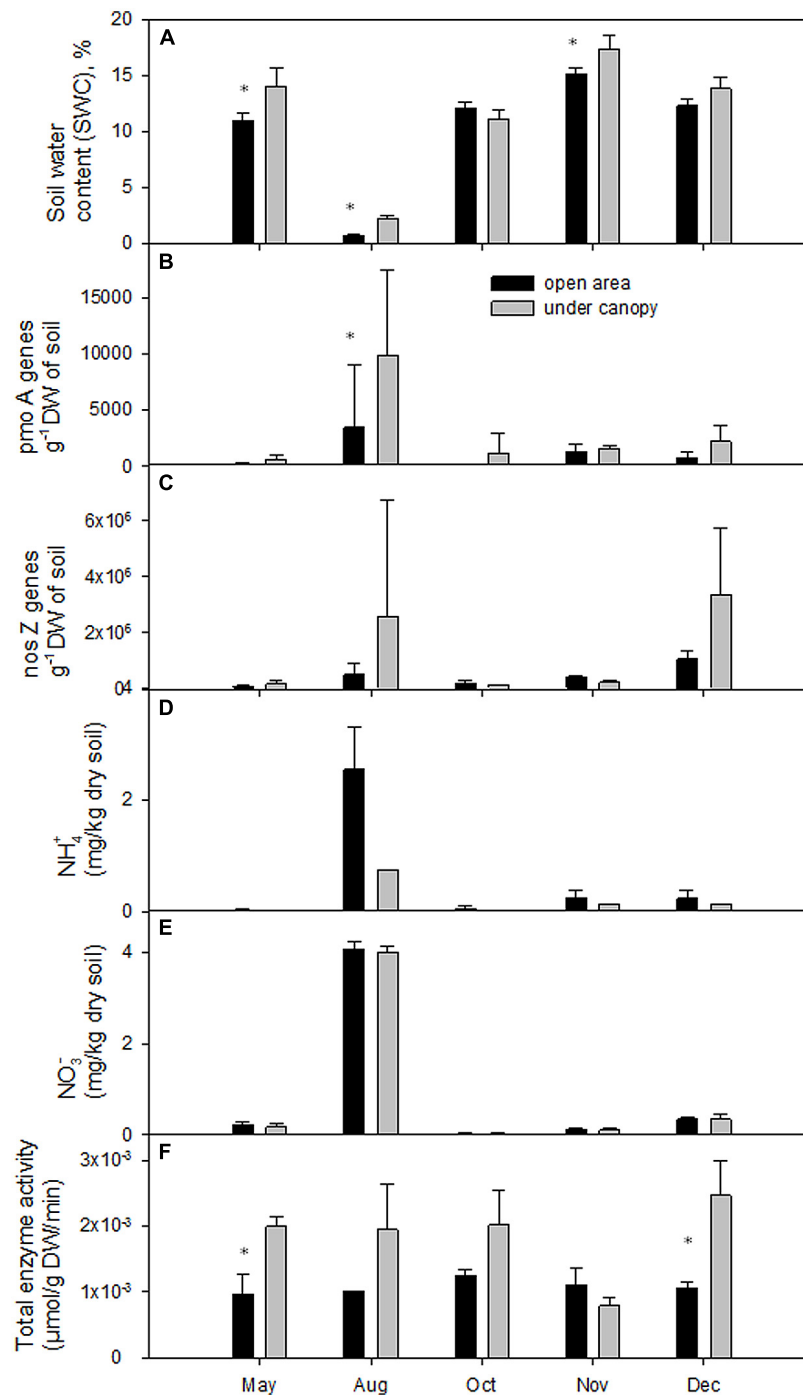 A
Soil water
content (SWC), %
20
15
10
5
0
*
*
*
B
pmo A genes
g⁻¹ DW of soil
15000
10000
5000
0
*
open area
under canopy
C
nos Z genes
g⁻¹ DW of soil
6x10⁶
4x10⁶
2x10⁶
0
D
NH₄⁺
(mg/kg dry soil)
4
2
0
E
NO₃⁻
(mg/kg dry soil)
4
2
0
F
Total enzyme activity
(µmol/g DW/min)
3x10⁻³
2x10⁻³
1x10⁻³
0
*
*
May Aug Oct Nov Dec